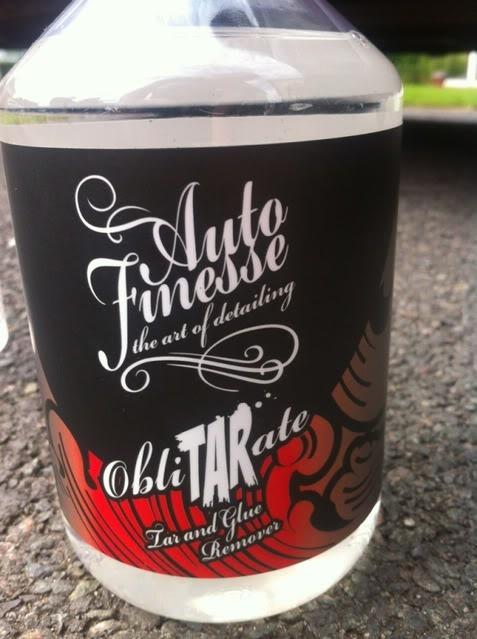 Auto
Finesse
the art of detailing
ObliTARate
Tar and Glue
Remover